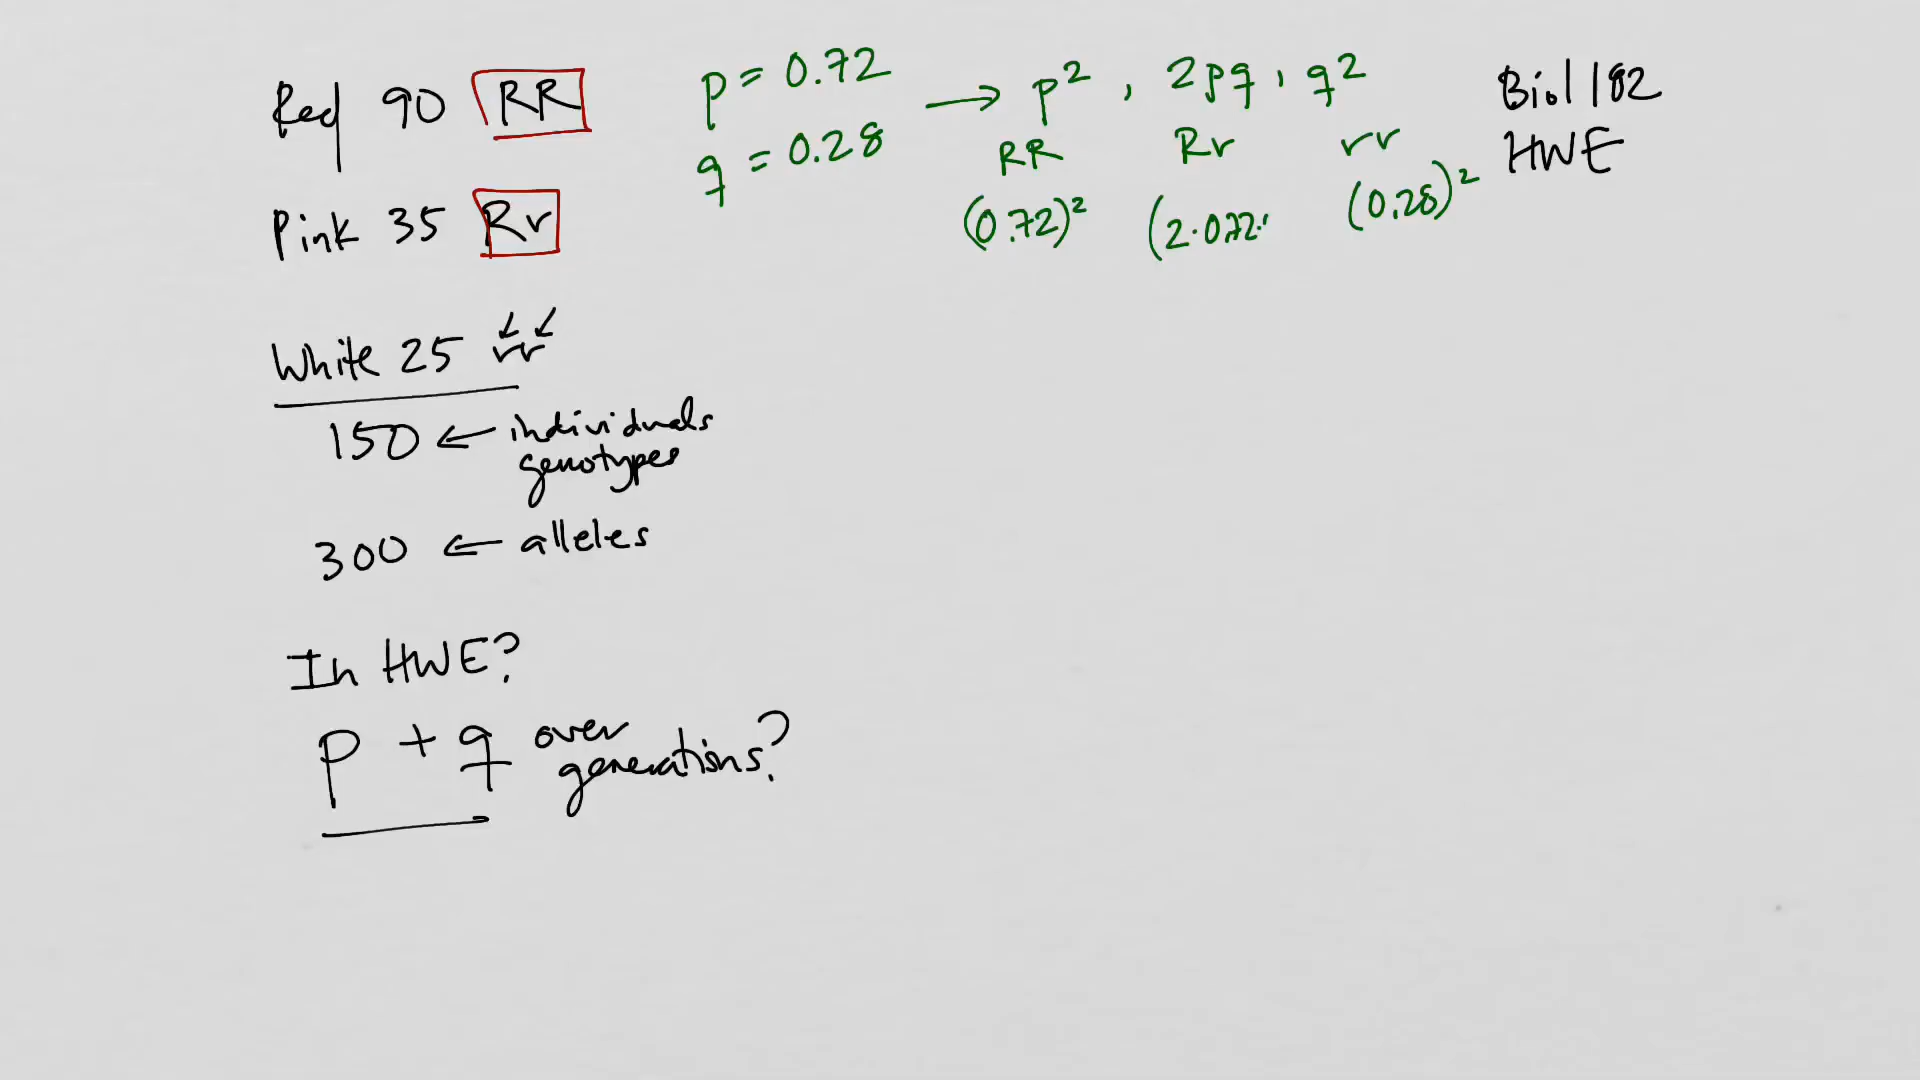 Red 90 RR
Pink 35 Rr
White 25 rr
150 ← individuals
genotypes
300 ← alleles
In HWE?
p + q over
generations?
p = 0.72
q = 0.28
→ p², 2pq, q²
RR Rr rr
(0.72)² (2·0.72· (0.28)²
Biol 182
HWE